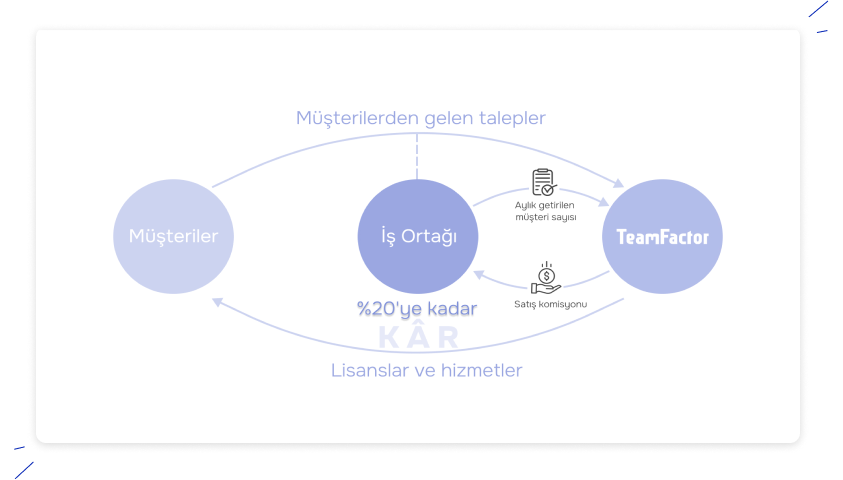 Müşterilerden gelen talepler
Aylık getirilen
müşteri sayısı
Müşteriler
İş Ortağı
TeamFactor
Satış komisyonu
%20'ye kadar
KÂR
Lisanslar ve hizmetler